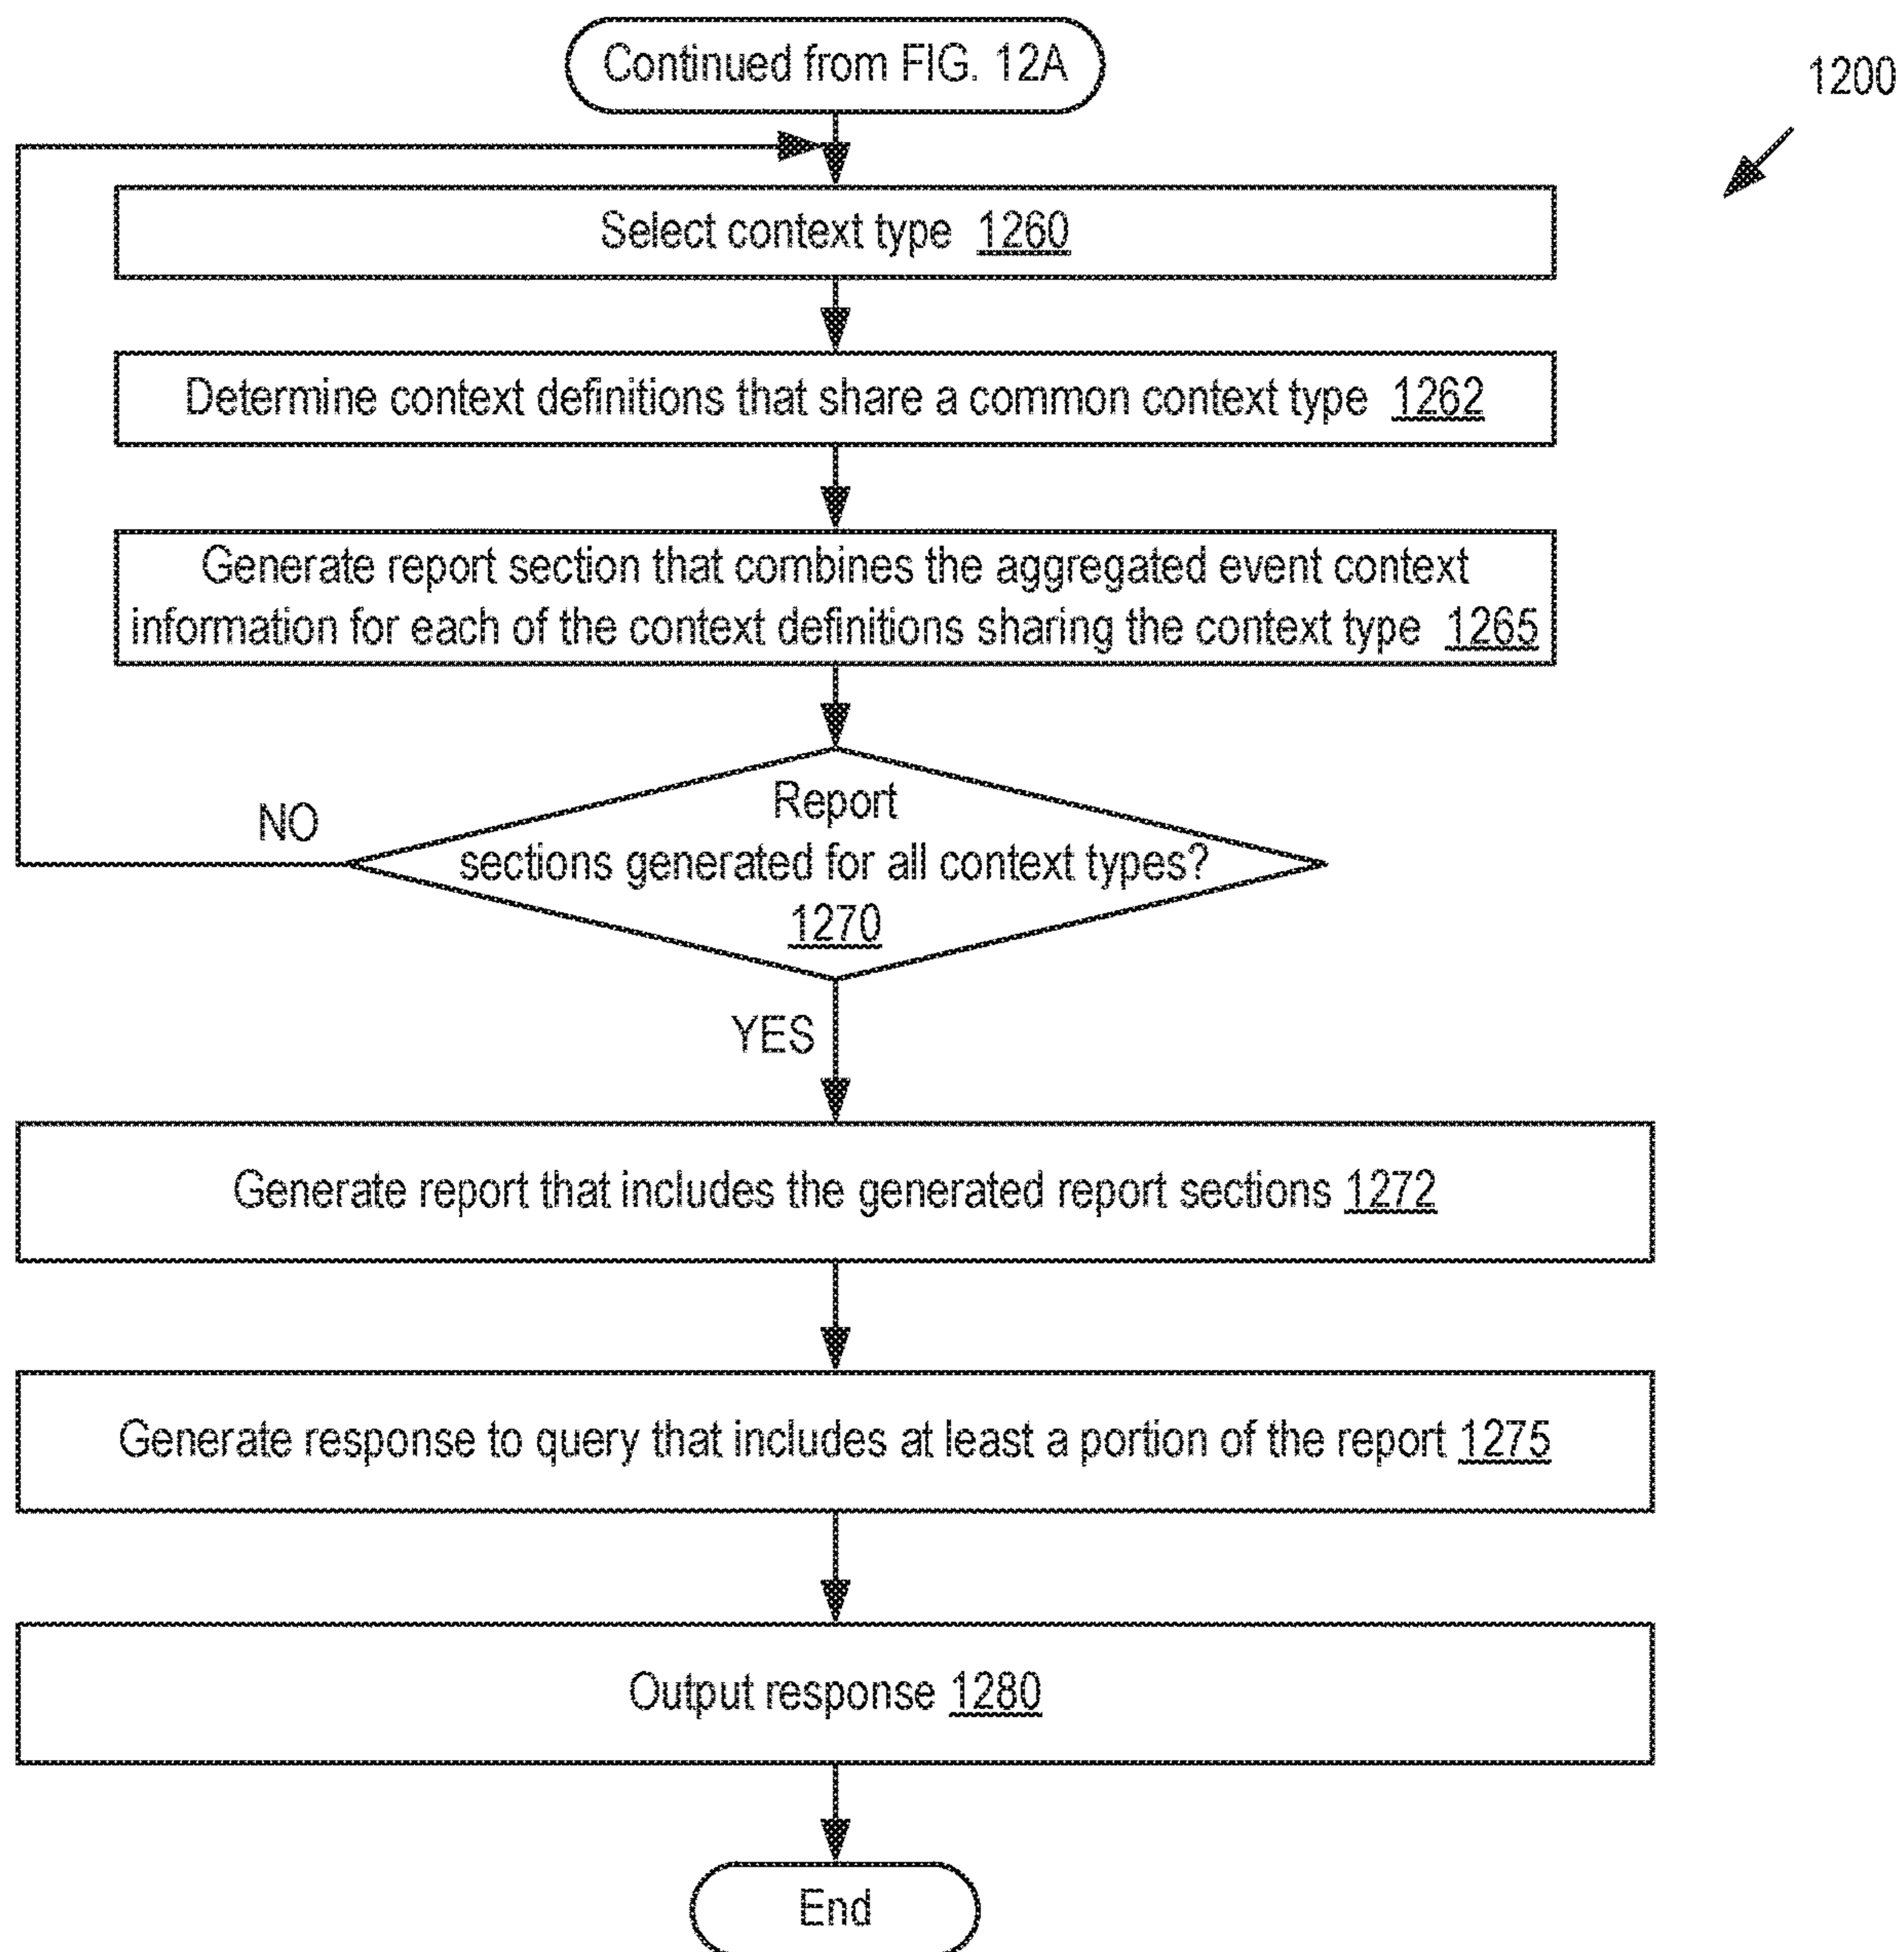 Continued from FIG. 12A
1200
Select context type 1260
Determine context definitions that share a common context type 1262
Generate report section that combines the aggregated event context
information for each of the context definitions sharing the context type 1265
Report
sections generated for all context types?
1270
NO
YES
Generate report that includes the generated report sections 1272
Generate response to query that includes at least a portion of the report 1275
Output response 1280
End